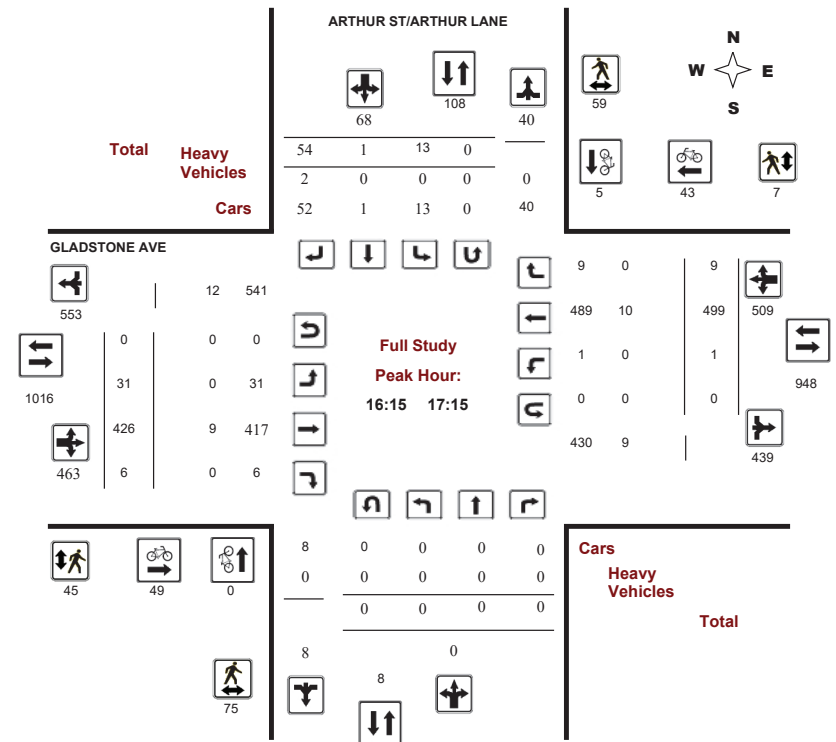 ARTHUR ST/ARTHUR LANE
N
W E
S
108
59
68 40
Total Heavy Vehicles
54 1 13 0
2 0 0 0 0
Cars 52 1 13 0 40
5 43 7
GLADSTONE AVE
553
12 541
9 0 9
489 10 499 509
0 0 0
Full Study
Peak Hour:
16:15 17:15
1 0 1
1016
31 0 31
948
0 0 0
426 9 417
430 9
439
463
6 0 6
8 0 0 0 0
Cars
0 0 0 0 0
Heavy
Vehicles
0 0 0 0
Total
45 49 0
8 0
8
75